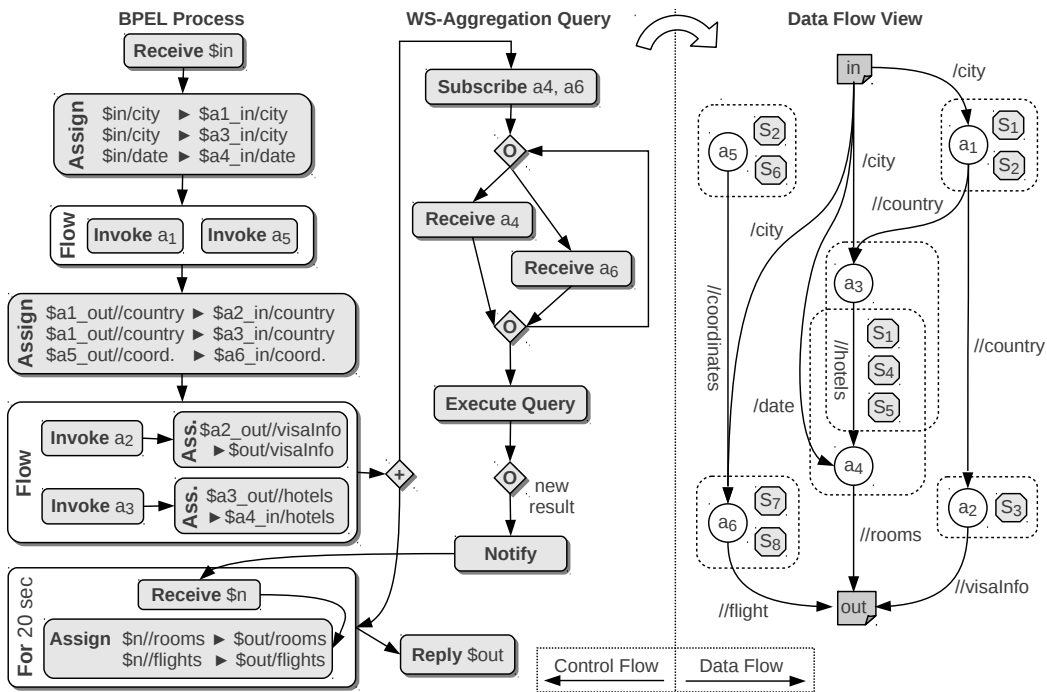 BPEL Process
Receive $in
Assign
$in/city ► $a1_in/city
$in/city ► $a3_in/city
$in/date ► $a4_in/date
Flow
Invoke a1
Invoke a5
Assign
$a1_out//country ► $a2_in/country
$a1_out//country ► $a3_in/country
$a5_out//coord. ► $a6_in/coord.
Flow
Invoke a2
Ass.
$a2_out//visaInfo
►$out/visaInfo
Invoke a3
Ass.
$a3_out//hotels
►$a4_in/hotels
+
For 20 sec
Receive $n
Assign $n//rooms ► $out/rooms
$n//flights ► $out/flights
Reply $out
WS-Aggregation Query
Subscribe a4, a6
O
Receive a4
Receive a6
O
Execute Query
O
new
result
Notify
Control Flow
Data Flow
Data Flow View
in
/city
a5
S2
S6
/city
a1
S1
S2
//country
/city
a3
//coordinates
//hotels
S1
S4
S5
//country
/date
a4
a6
S7
S8
a2
S3
//rooms
//flight
out
//visaInfo